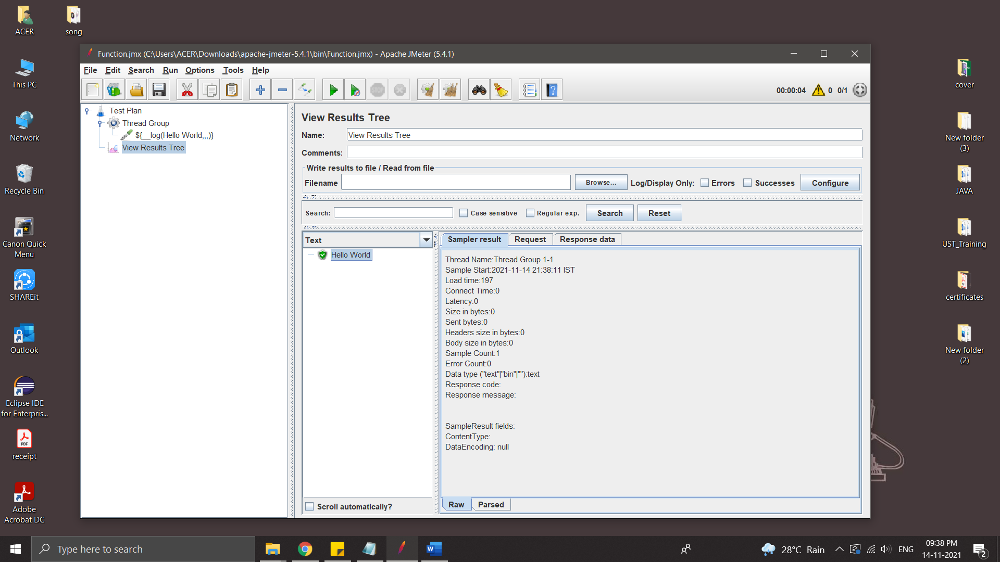 ACER
song
This PC
Network
Recycle Bin
Canon Quick
Menu
SHAREit
Outlook
Eclipse IDE
for Enterpris...
PDF
receipt
Adobe
Acrobat DC
Function.jmx (C:\Users\ACER\Downloads\apache-jmeter-5.4.1\bin\Function.jmx) - Apache JMeter (5.4.1)
File Edit Search Run Options Tools Help
STOP
00:00:04 0 0/1
Test Plan
Thread Group
${__log(Hello World,,,)}
View Results Tree
View Results Tree
Name: View Results Tree
Comments:
Write results to file / Read from file
Filename Browse... Log/Display Only: Errors Successes Configure
Search: Case sensitive Regular exp. Search Reset
Text
Hello World
Scroll automatically?
Sampler result Request Response data
Thread Name:Thread Group 1-1
Sample Start:2021-11-14 21:38:11 IST
Load time:197
Connect Time:0
Latency:0
Size in bytes:0
Sent bytes:0
Headers size in bytes:0
Body size in bytes:0
Sample Count:1
Error Count:0
Data type ("text"|"bin"|""):text
Response code:
Response message:
SampleResult fields:
ContentType:
DataEncoding: null
Raw Parsed
cover
New folder
(3)
JAVA
UST_Training
certificates
New folder
(2)
Type here to search
28°C Rain
ENG
09:38 PM
14-11-2021
2